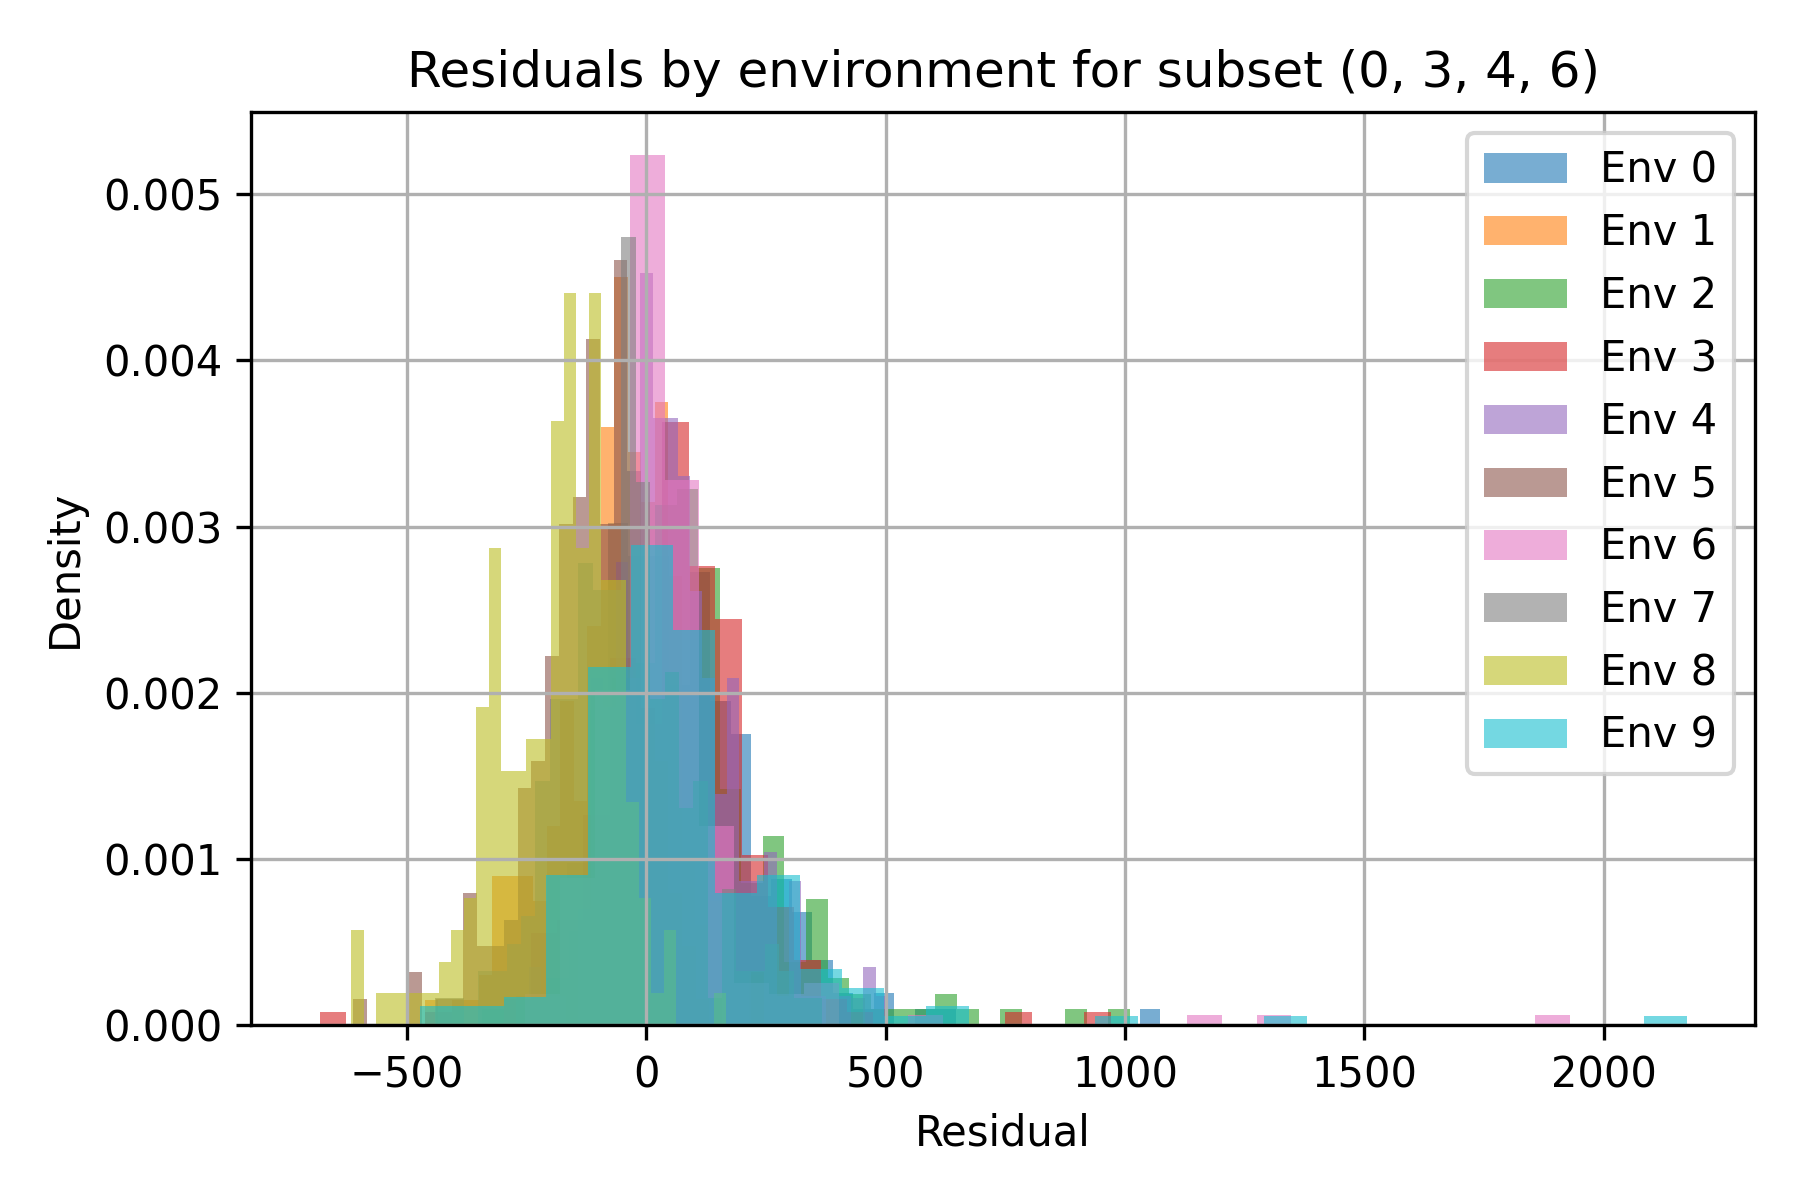 Residuals by environment for subset (0, 3, 4, 6)
Env 0
Env 1
Env 2
Env 3
Env 4
Env 5
Env 6
Env 7
Env 8
Env 9
Density
0.005
0.004
0.003
0.002
0.001
0.000
−500 0 500 1000 1500 2000
Residual